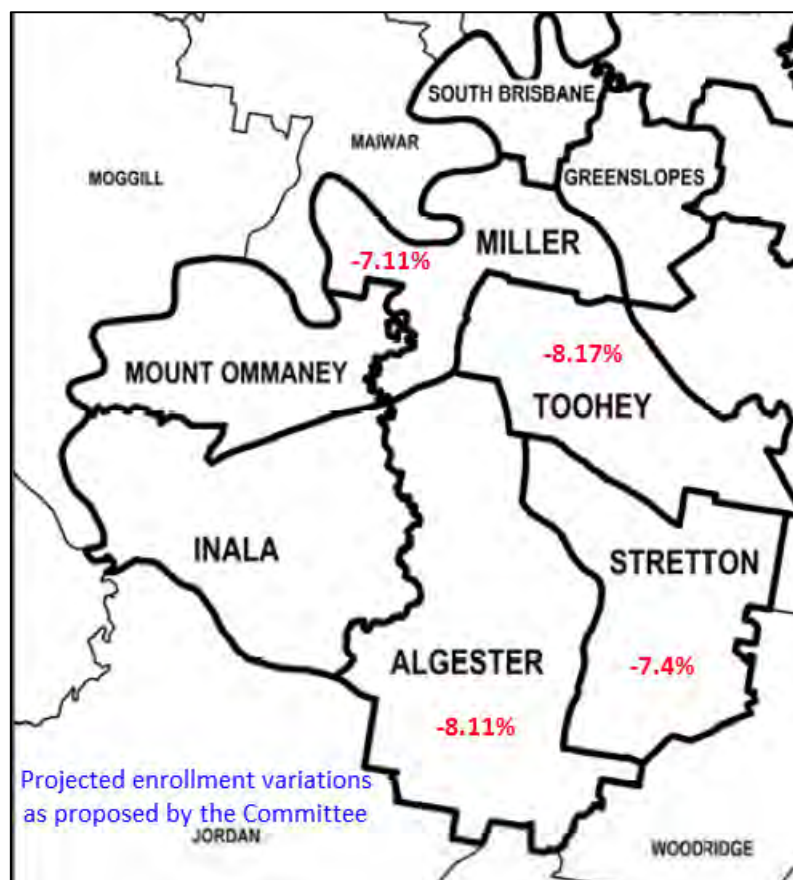 SOUTH BRISBANE
MAIWAR
MOGGILL
GREENSLOPES
MILLER
-7.11%
-8.17%
MOUNT OMMANEY
TOOHEY
INALA
STRETTON
ALGESTER
-7.4%
-8.11%
Projected enrollment variations
as proposed by the Committee
JORDAN
WOODRIDGE